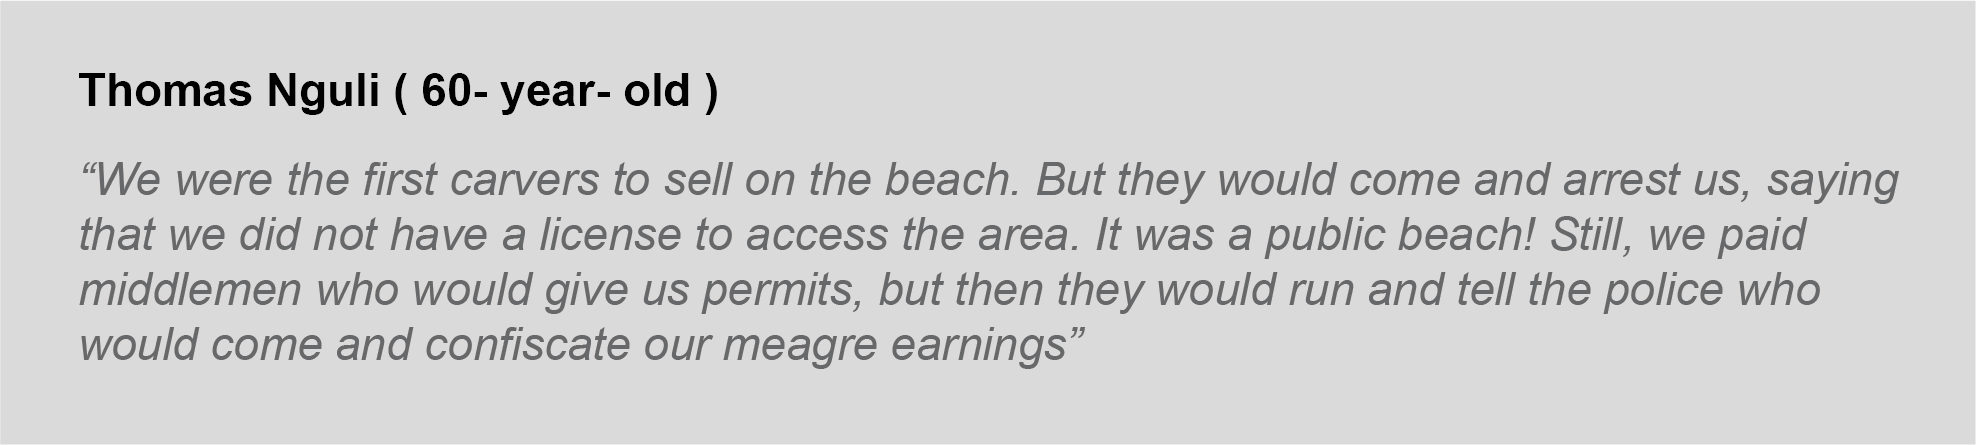 Thomas Nguli ( 60- year- old )
“We were the first carvers to sell on the beach. But they would come and arrest us, saying
that we did not have a license to access the area. It was a public beach! Still, we paid
middlemen who would give us permits, but then they would run and tell the police who
would come and confiscate our meagre earnings”